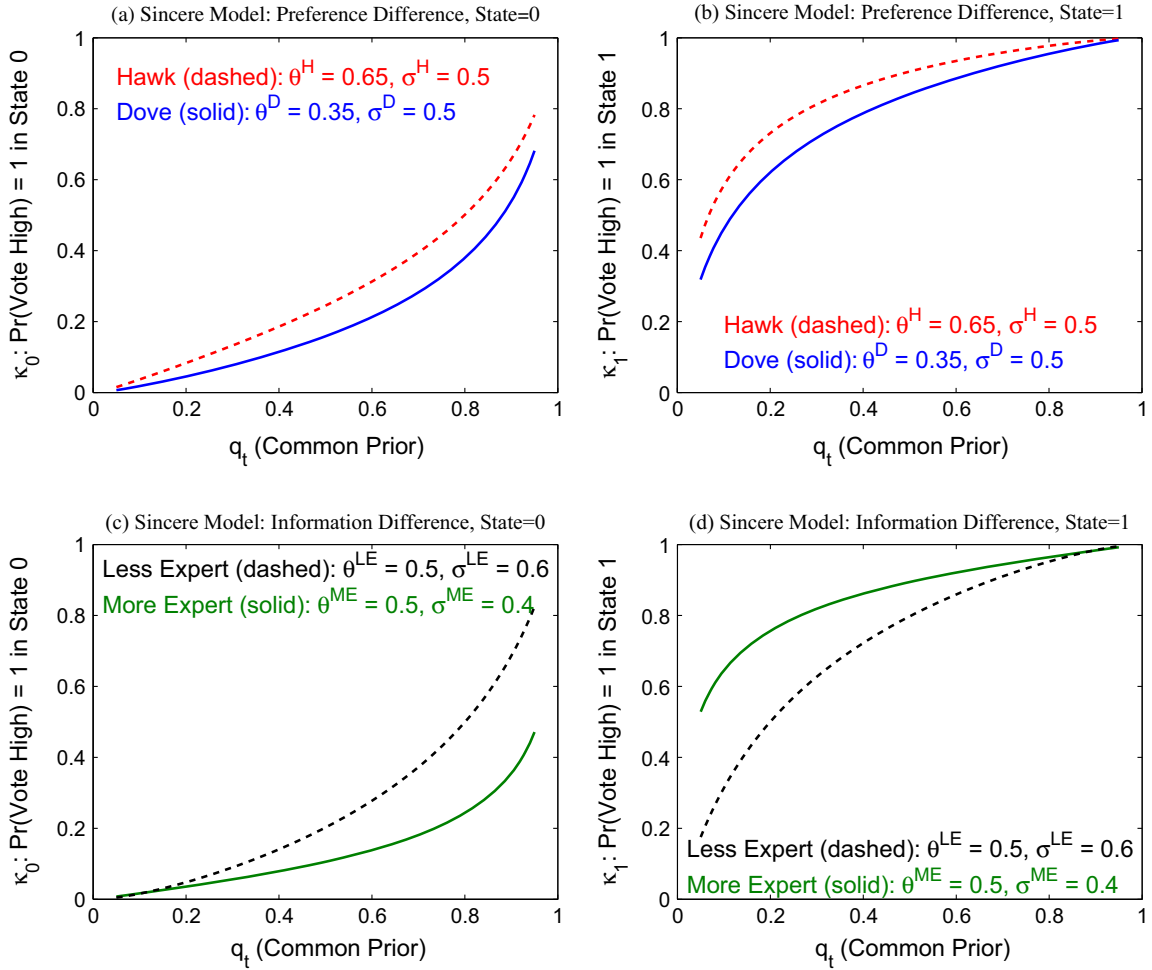 (a) Sincere Model: Preference Difference, State=0
1
0.8
0.6
0.4
0.2
0
κ0: Pr(Vote High) = 1 in State 0
Hawk (dashed): θ^H = 0.65, σ^H = 0.5
Dove (solid): θ^D = 0.35, σ^D = 0.5
0 0.2 0.4 0.6 0.8 1
q_t (Common Prior)
(b) Sincere Model: Preference Difference, State=1
1
0.8
0.6
0.4
0.2
0
κ1: Pr(Vote High) = 1 in State 1
Hawk (dashed): θ^H = 0.65, σ^H = 0.5
Dove (solid): θ^D = 0.35, σ^D = 0.5
0 0.2 0.4 0.6 0.8 1
q_t (Common Prior)
(c) Sincere Model: Information Difference, State=0
1
0.8
0.6
0.4
0.2
0
κ0: Pr(Vote High) = 1 in State 0
Less Expert (dashed): θ^LE = 0.5, σ^LE = 0.6
More Expert (solid): θ^ME = 0.5, σ^ME = 0.4
0 0.2 0.4 0.6 0.8 1
q_t (Common Prior)
(d) Sincere Model: Information Difference, State=1
1
0.8
0.6
0.4
0.2
0
κ1: Pr(Vote High) = 1 in State 1
Less Expert (dashed): θ^LE = 0.5, σ^LE = 0.6
More Expert (solid): θ^ME = 0.5, σ^ME = 0.4
0 0.2 0.4 0.6 0.8 1
q_t (Common Prior)